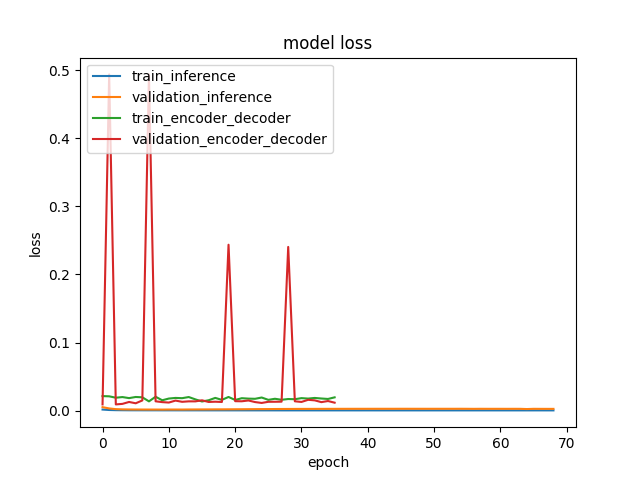 model loss
train_inference
validation_inference
train_encoder_decoder
validation_encoder_decoder
0.5
0.4
0.3
0.2
0.1
0.0
loss
0 10 20 30 40 50 60 70
epoch